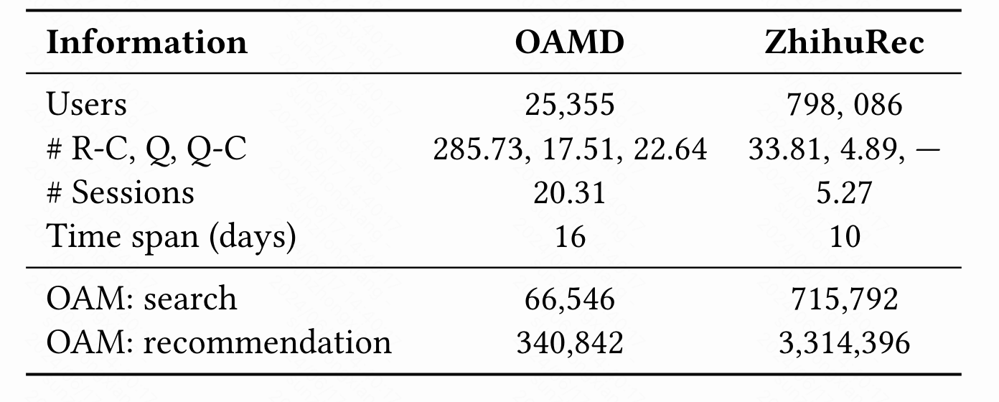 Information OAMD ZhihuRec
Users 25,355 798, 086
# R-C, Q, Q-C 285.73, 17.51, 22.64 33.81, 4.89, —
# Sessions 20.31 5.27
Time span (days) 16 10
OAM: search 66,546 715,792
OAM: recommendation 340,842 3,314,396